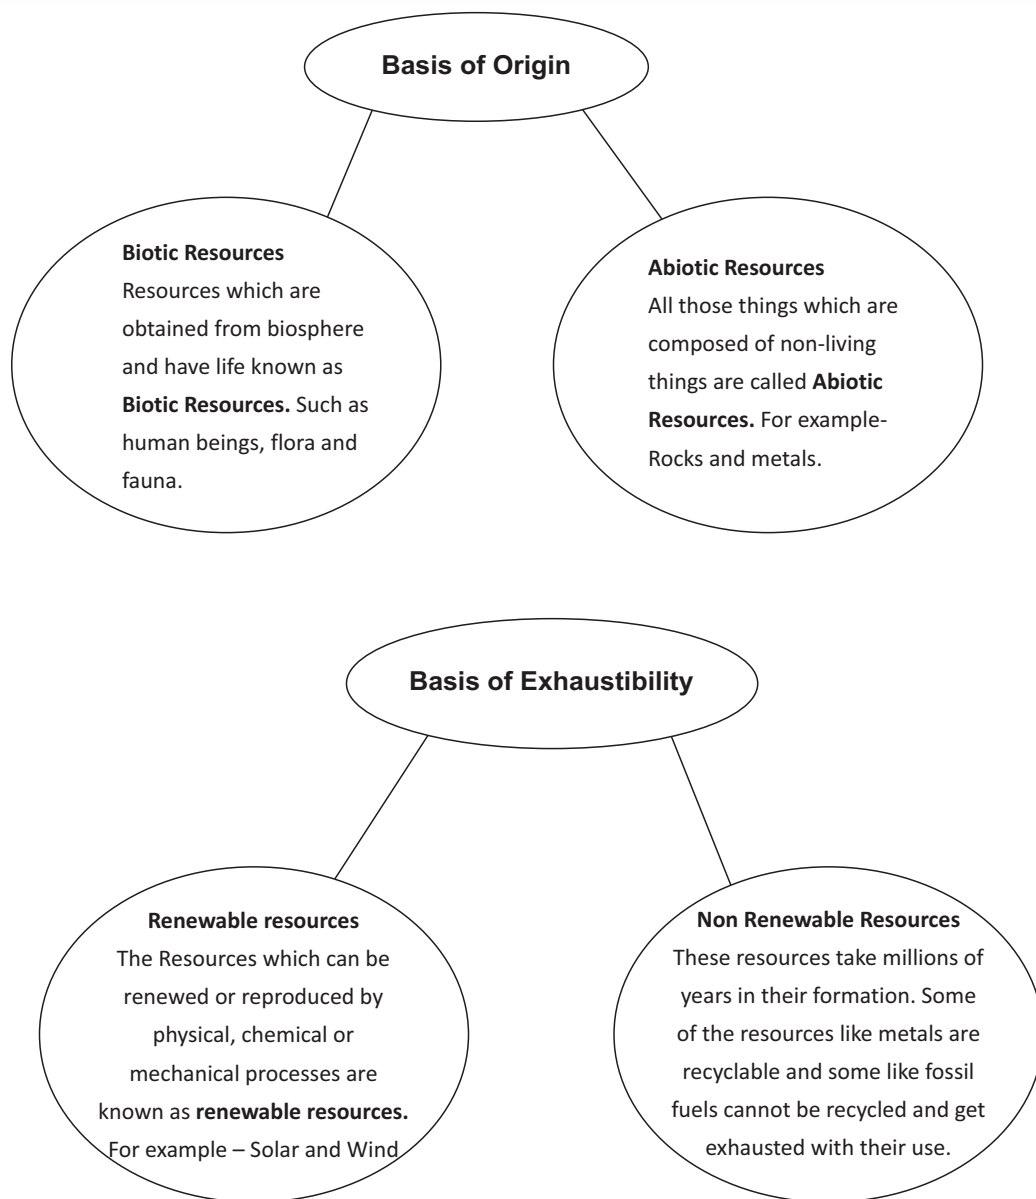 Basis of Origin
Biotic Resources
Resources which are
obtained from biosphere
and have life known as
Biotic Resources. Such as
human beings, flora and
fauna.
Abiotic Resources
All those things which are
composed of non-living
things are called Abiotic
Resources. For example-
Rocks and metals.
Basis of Exhaustibility
Renewable resources
The Resources which can be
renewed or reproduced by
physical, chemical or
mechanical processes are
known as renewable resources.
For example – Solar and Wind
Non Renewable Resources
These resources take millions of
years in their formation. Some
of the resources like metals are
recyclable and some like fossil
fuels cannot be recycled and get
exhausted with their use.